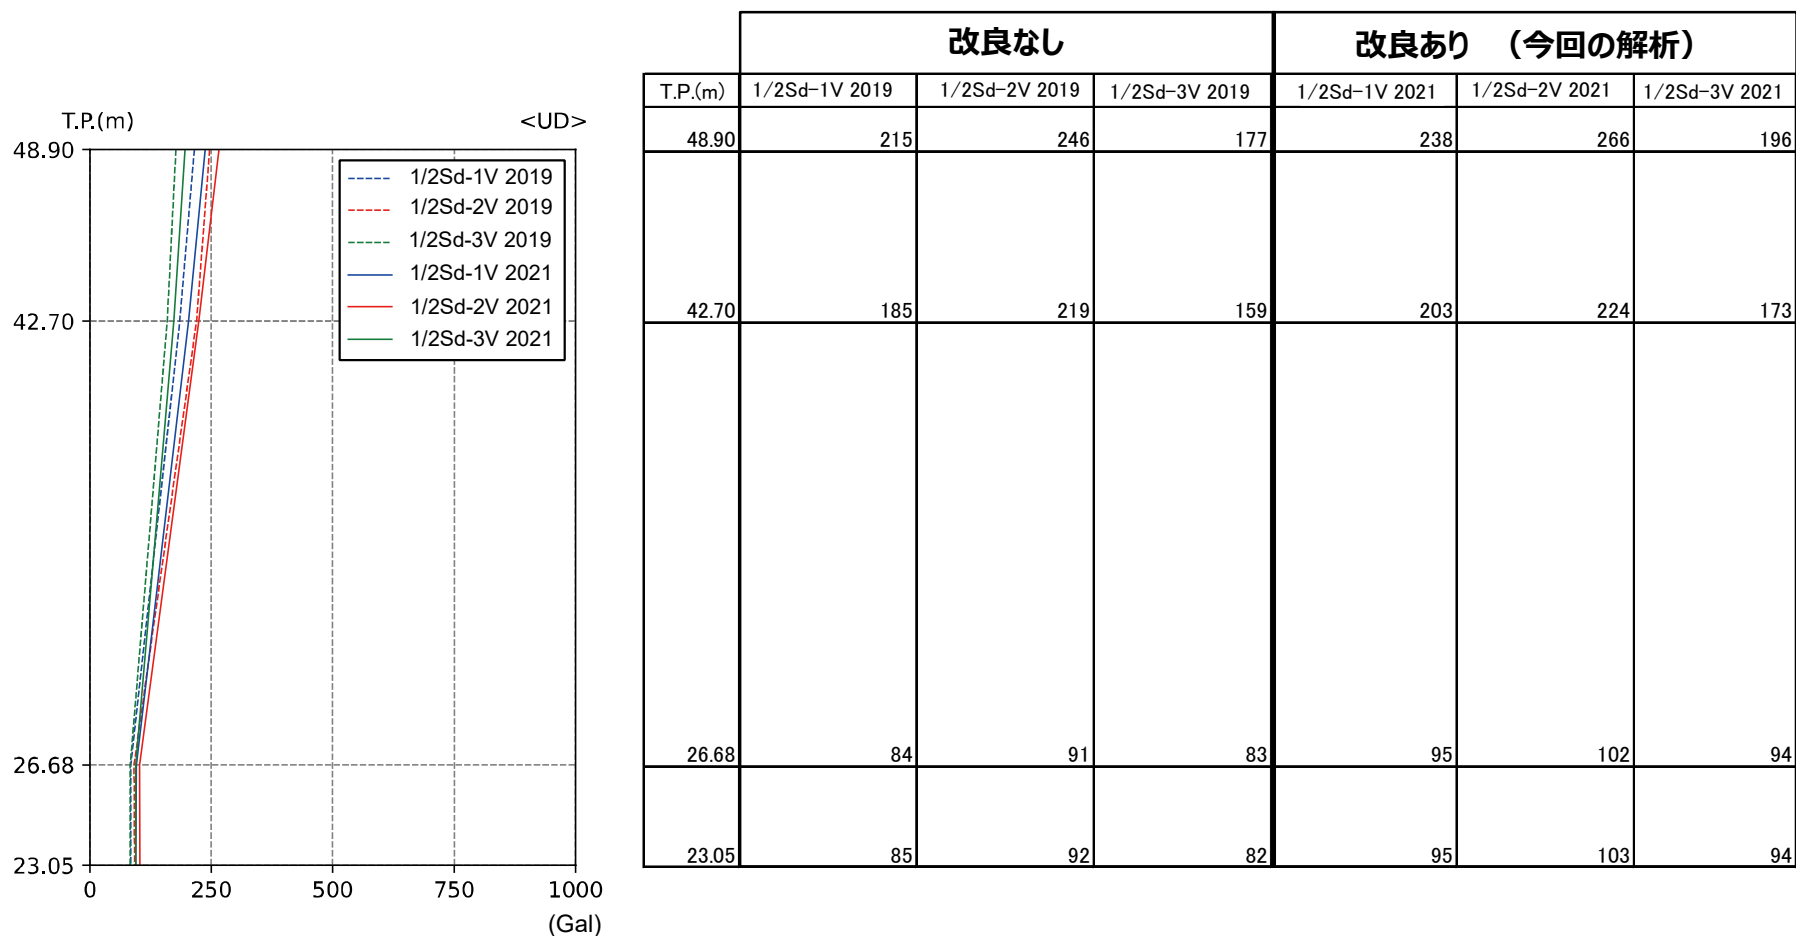 T.P.(m) <UD>
48.90
42.70
26.68
23.05
0 250 500 750 1000
(Gal)
1/2Sd-1V 2019
1/2Sd-2V 2019
1/2Sd-3V 2019
1/2Sd-1V 2021
1/2Sd-2V 2021
1/2Sd-3V 2021
改良なし 改良あり （今回の解析）
T.P.(m) 1/2Sd-1V 2019 1/2Sd-2V 2019 1/2Sd-3V 2019 1/2Sd-1V 2021 1/2Sd-2V 2021 1/2Sd-3V 2021
48.90 215 246 177 238 266 196
42.70 185 219 159 203 224 173
26.68 84 91 83 95 102 94
23.05 85 92 82 95 103 94